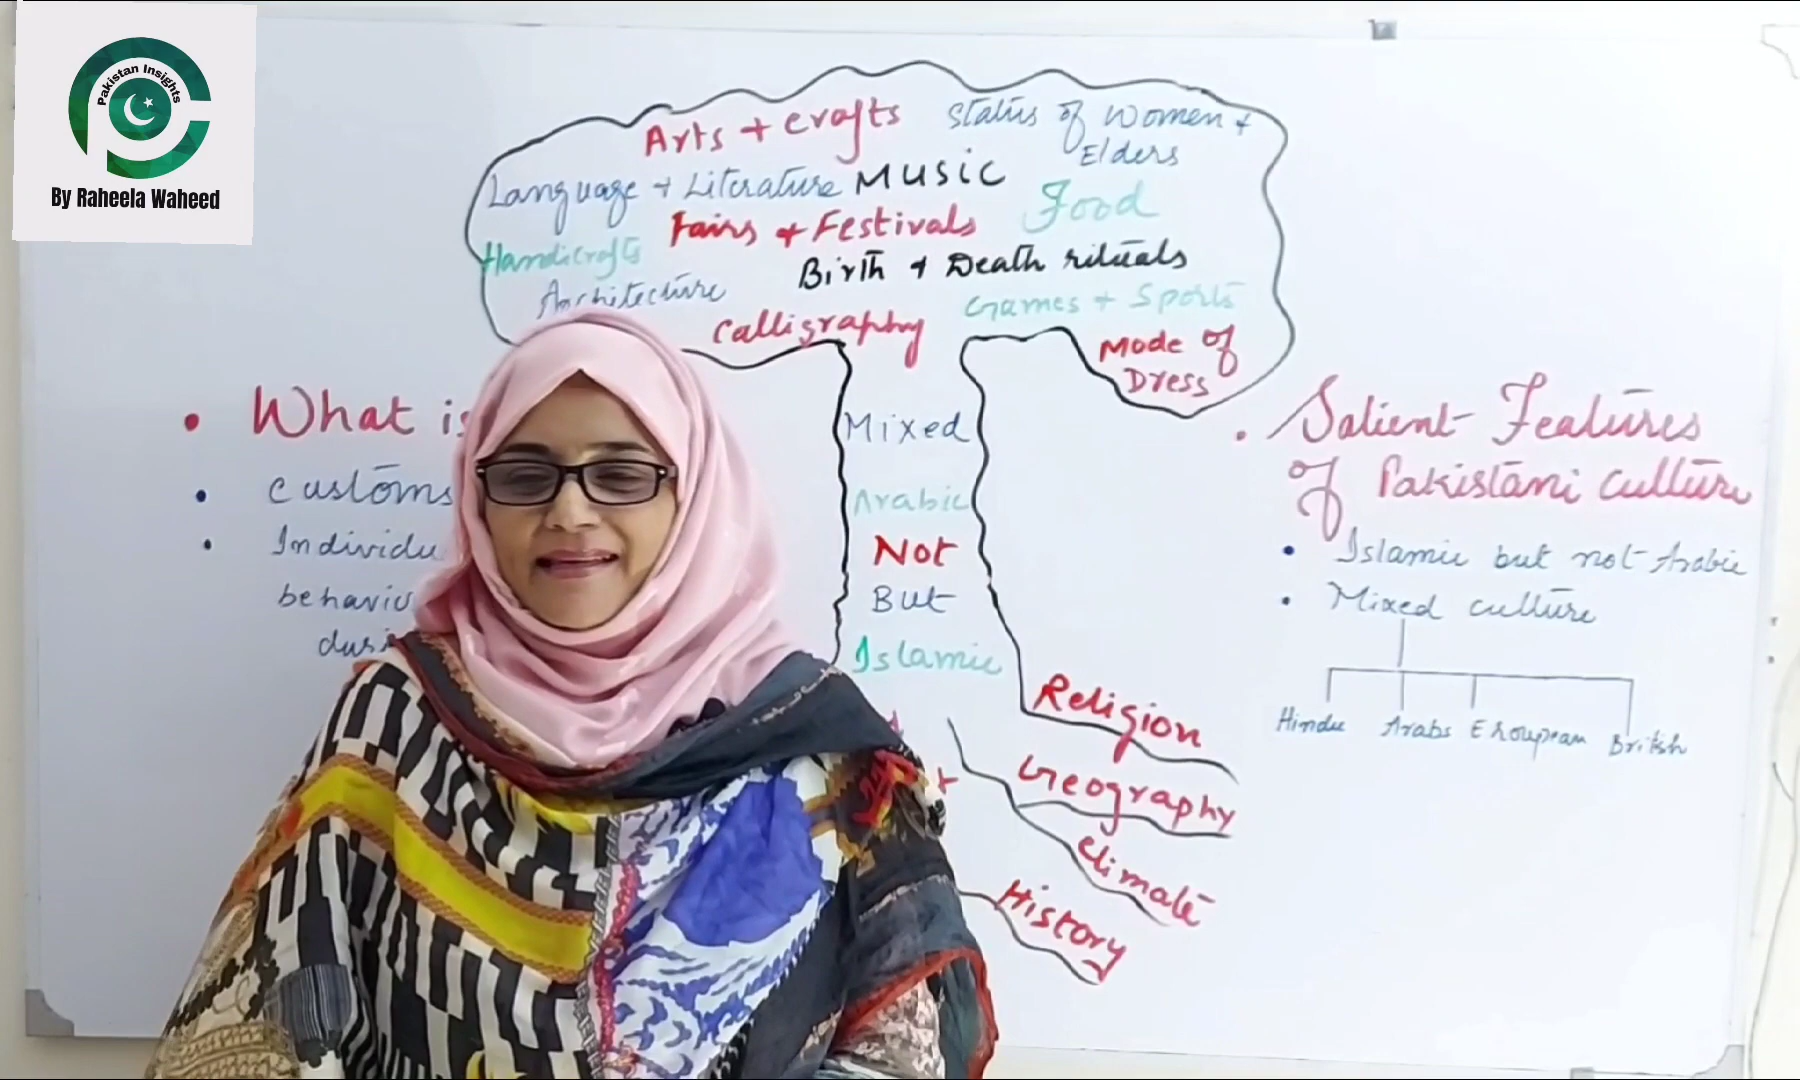 Pakistan Insights
By Raheela Waheed
Arts + crafts
Status of Women +
Elders
Language + Literature
MUSIC
Food
Fairs + Festivals
Handicrafts
Birth + Death rituals
Architecture
Games + Sports
Calligraphy
Mode of
Dress
• What is
• Customs
• Individu
behavio
Mixed
Arabic
Not
But
Islamic
Religion
Geography
Climate
History
• Salient Features
of Pakistani Culture
• Islamic but not Arabic
• Mixed culture
Hindu Arabs Ehoupean British